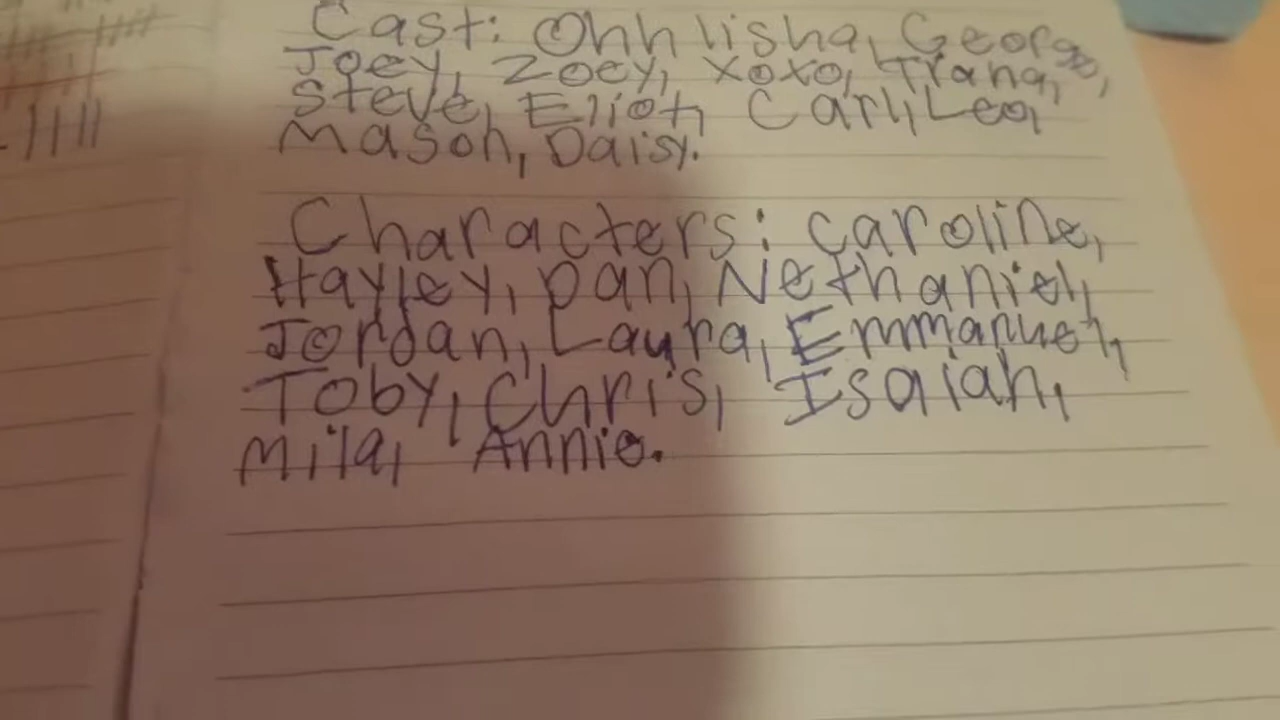 Cast: Ohhlisha, George,
Joey, Zoey, XOXO, Trana,
Steve, Eliot, Carl, Leo,
Mason, Daisy.
Characters: Caroline,
Hayley, Dan, Nethaniel,
Jordan, Laura, Emmanuel,
Toby, Chris, Isaiah,
Mila, Annie.